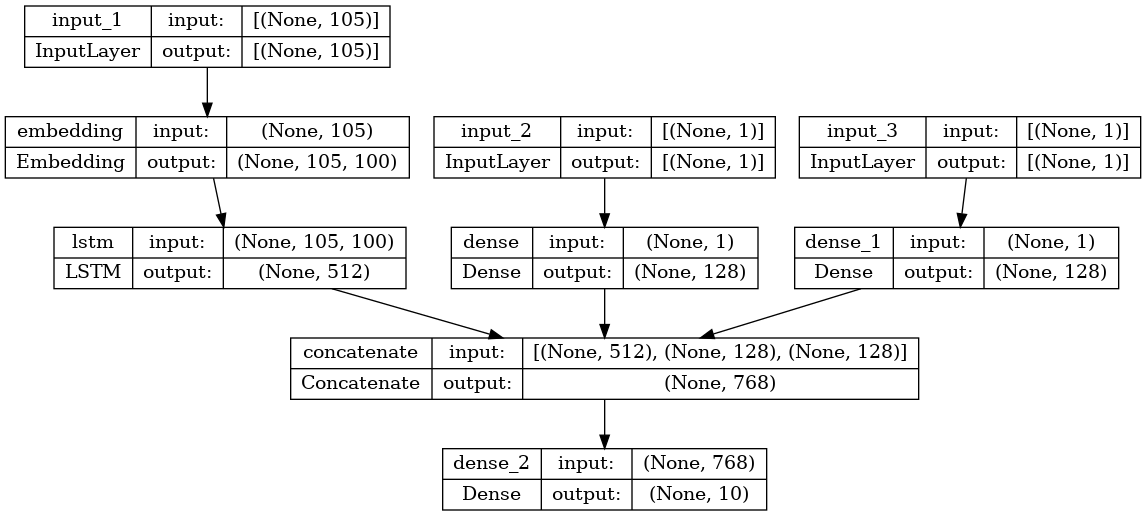 input_1 input: [(None, 105)]
InputLayer output: [(None, 105)]
embedding input: (None, 105)
Embedding output: (None, 105, 100)
input_2 input: [(None, 1)]
InputLayer output: [(None, 1)]
input_3 input: [(None, 1)]
InputLayer output: [(None, 1)]
lstm input: (None, 105, 100)
LSTM output: (None, 512)
dense input: (None, 1)
Dense output: (None, 128)
dense_1 input: (None, 1)
Dense output: (None, 128)
concatenate input: [(None, 512), (None, 128), (None, 128)]
Concatenate output: (None, 768)
dense_2 input: (None, 768)
Dense output: (None, 10)